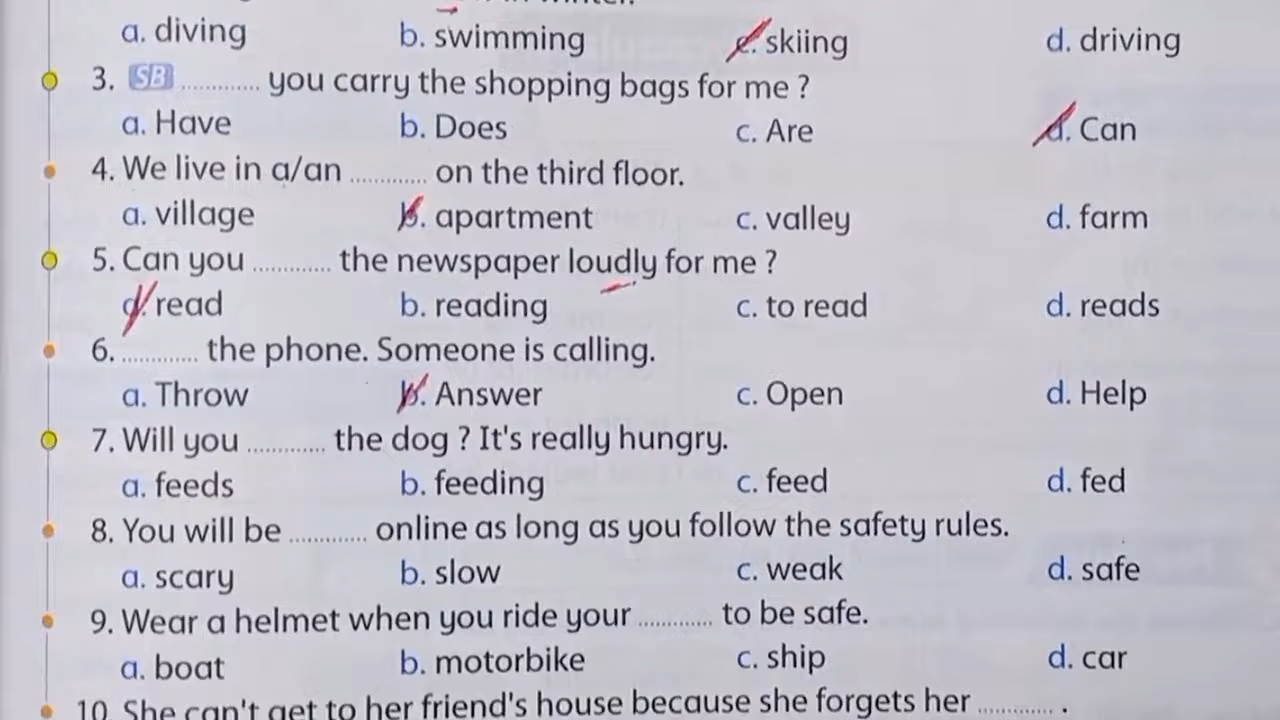 a. diving b. swimming c. skiing d. driving
3. SB ............ you carry the shopping bags for me ?
a. Have b. Does c. Are d. Can
4. We live in a/an ............ on the third floor.
a. village b. apartment c. valley d. farm
5. Can you ............ the newspaper loudly for me ?
a. read b. reading c. to read d. reads
6. ............ the phone. Someone is calling.
a. Throw b. Answer c. Open d. Help
7. Will you ............ the dog ? It's really hungry.
a. feeds b. feeding c. feed d. fed
8. You will be ............ online as long as you follow the safety rules.
a. scary b. slow c. weak d. safe
9. Wear a helmet when you ride your ............ to be safe.
a. boat b. motorbike c. ship d. car
10. She can't get to her friend's house because she forgets her ............ .